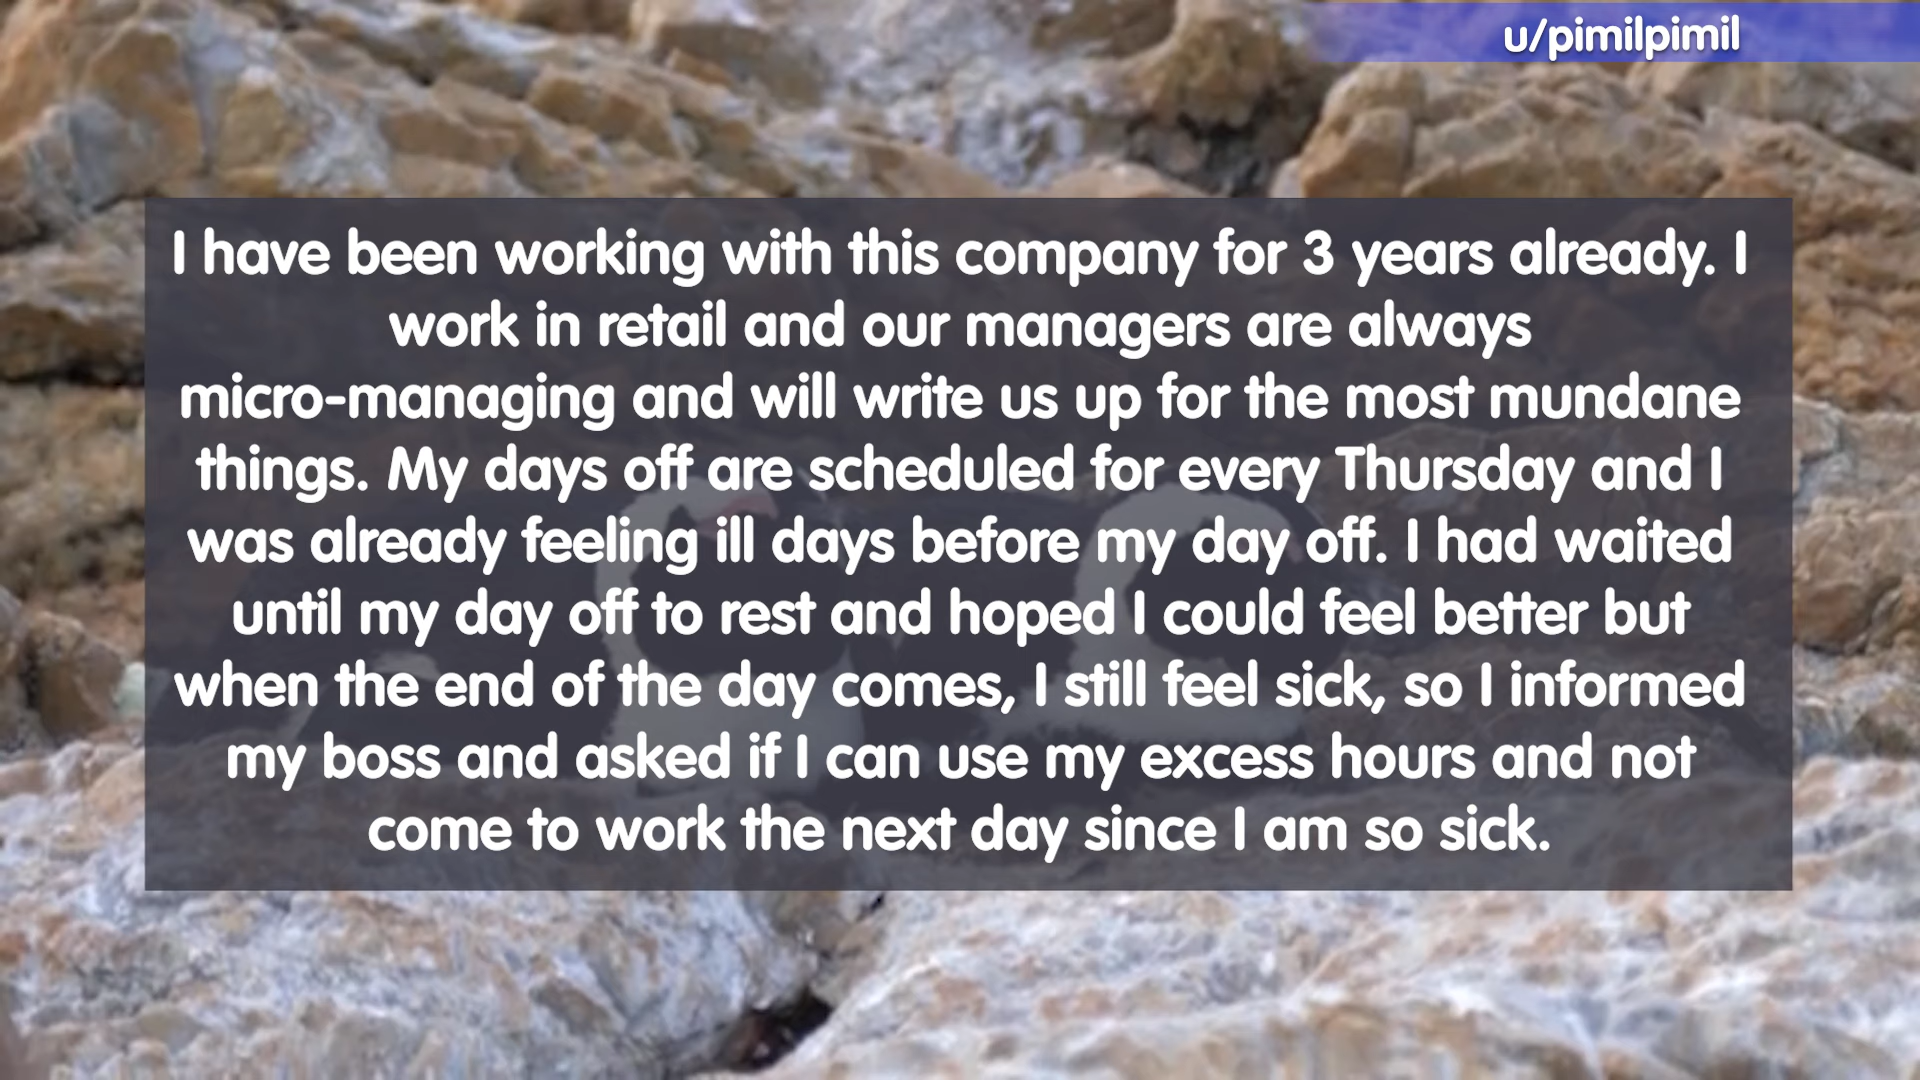 u/pimilpimil
I have been working with this company for 3 years already. I
work in retail and our managers are always
micro-managing and will write us up for the most mundane
things. My days off are scheduled for every Thursday and I
was already feeling ill days before my day off. I had waited
until my day off to rest and hoped I could feel better but
when the end of the day comes, I still feel sick, so I informed
my boss and asked if I can use my excess hours and not
come to work the next day since I am so sick.